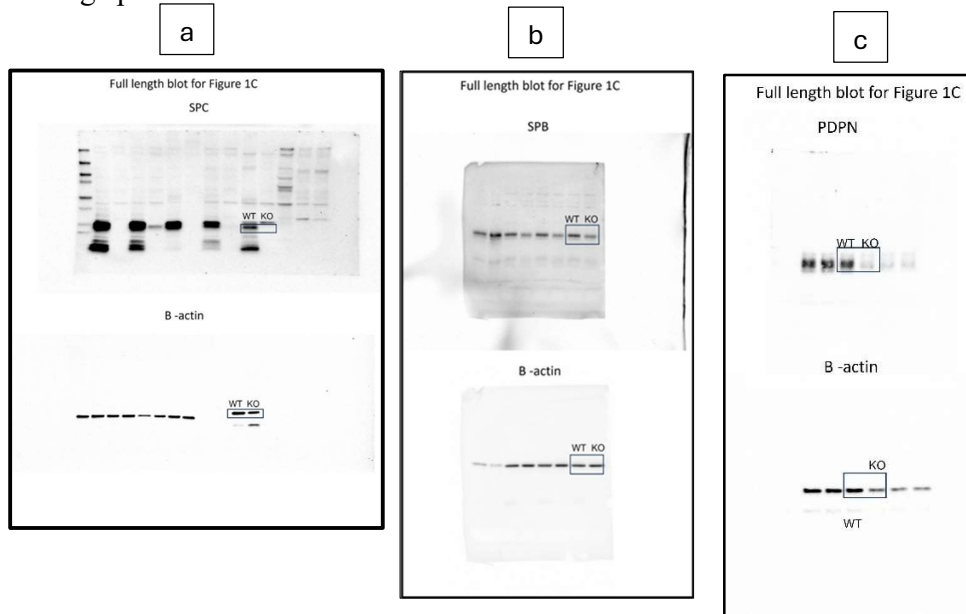 a
Full length blot for Figure 1C
SPC
WT KO
B -actin
WT KO
b
Full length blot for Figure 1C
SPB
WT KO
B -actin
WT KO
c
Full length blot for Figure 1C
PDPN
WT KO
B -actin
KO
WT